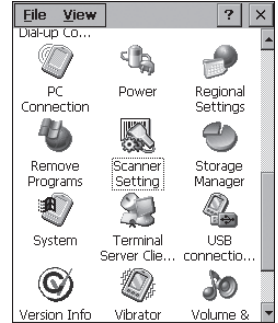 File View ? ×
Dial-up Co...
PC Power Regional
Connection Settings
Remove Scanner Storage
Programs Setting Manager
System Terminal USB
Server Clie... connectio...
Version Info Vibrator Volume &